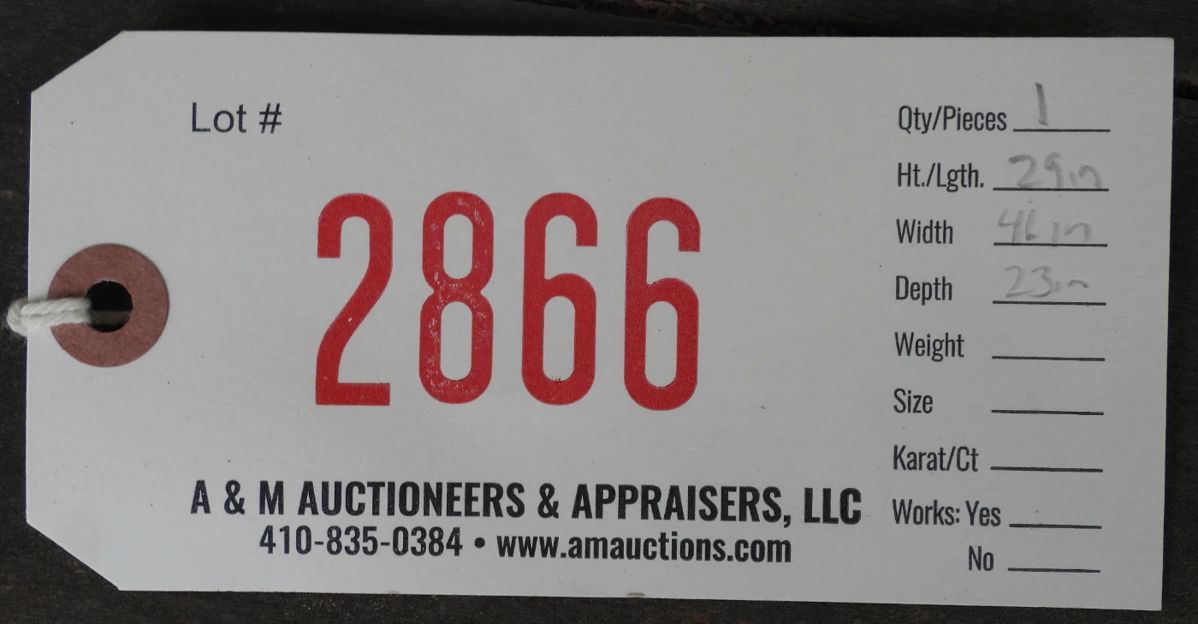 Lot #
2866
A & M AUCTIONEERS & APPRAISERS, LLC
410-835-0384 • www.amauctions.com
Qty/Pieces 1
Ht./Lgth. 29in
Width in
Depth 23in
Weight
Size
Karat/Ct
Works: Yes
No